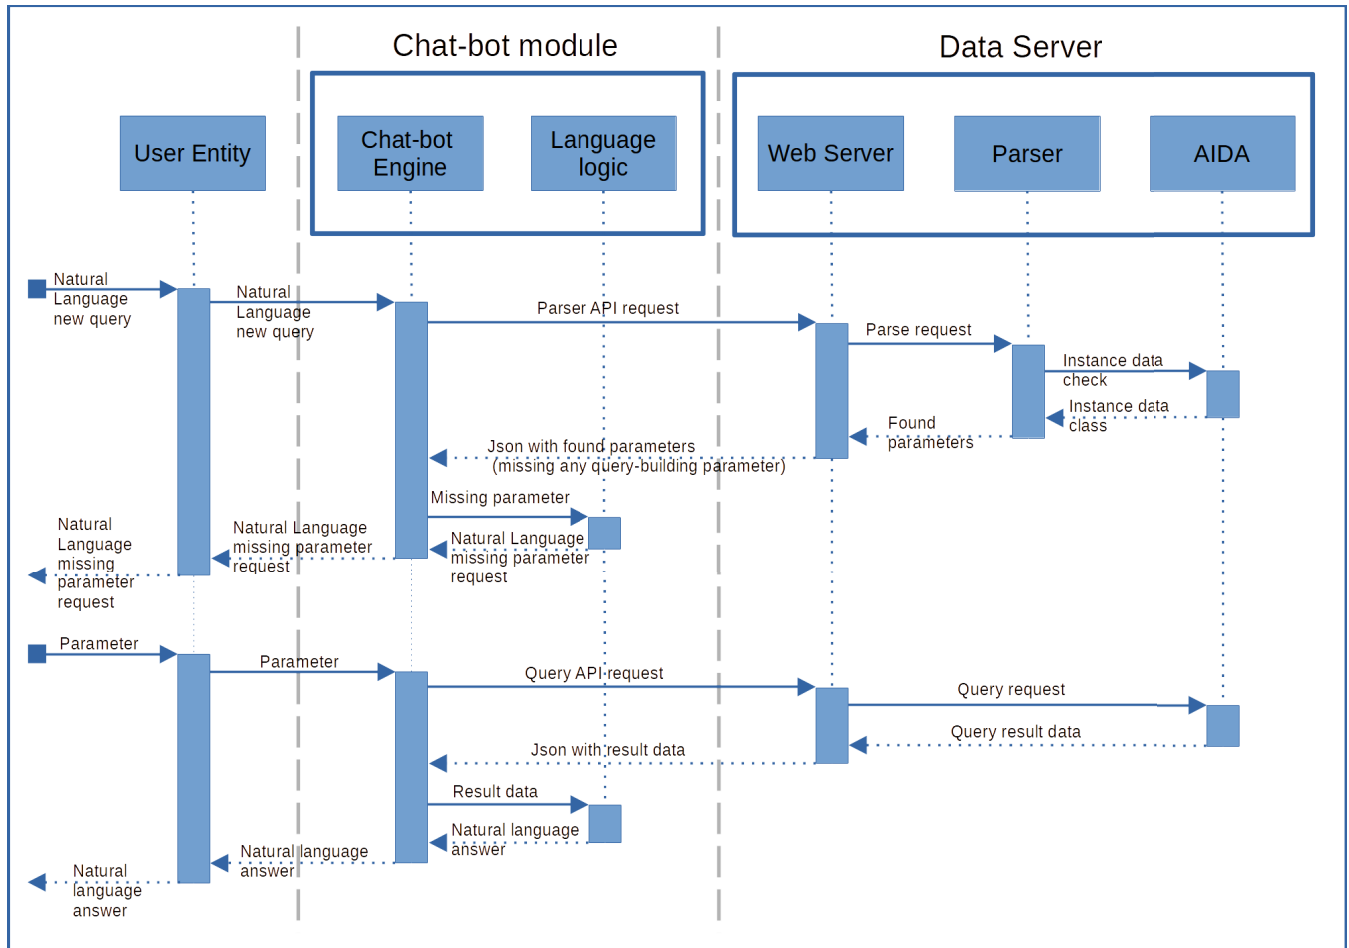 Chat-bot module
Data Server
User Entity
Chat-bot
Engine
Language
logic
Web Server
Parser
AIDA
Natural
Language
new query
Natural
Language
new query
Parser API request
Parse request
Instance data
check
Instance data
class
Found
parameters
Json with found parameters
(missing any query-building parameter)
Missing parameter
Natural Language
missing parameter
request
Natural Language
missing parameter
request
Natural
Language
missing
parameter
request
Parameter
Parameter
Query API request
Query request
Query result data
Json with result data
Result data
Natural language
answer
Natural language
answer
Natural
language
answer